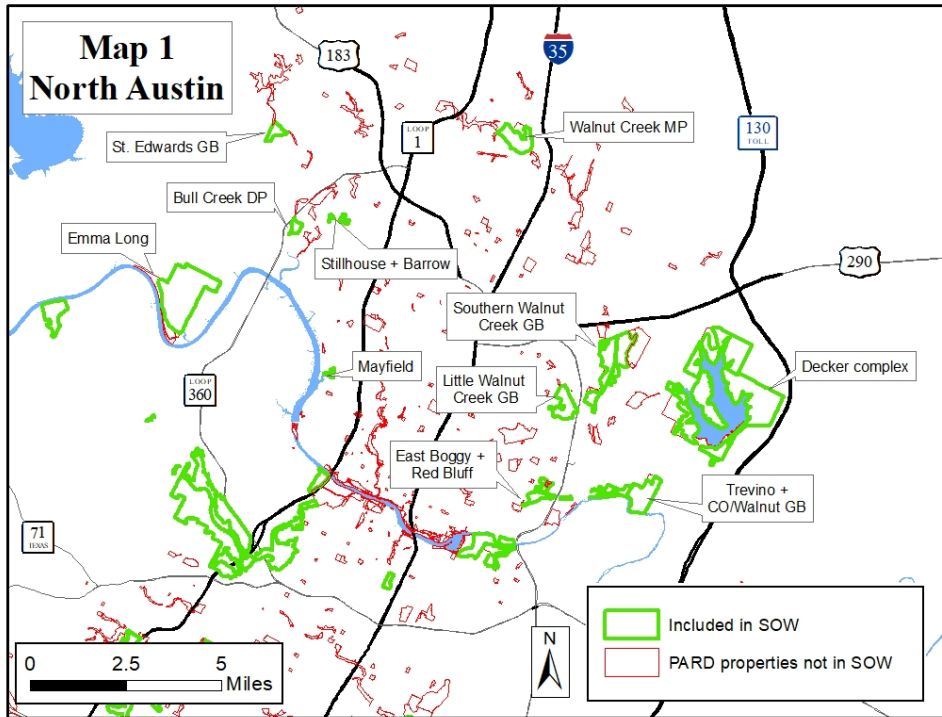 Map 1
North Austin
183
35
LOOP
1
130
TOLL
Walnut Creek MP
St. Edwards GB
Bull Creek DP
Emma Long
Stillhouse + Barrow
290
Southern Walnut
Creek GB
Mayfield
Decker complex
LOOP
360
Little Walnut
Creek GB
East Boggy +
Red Bluff
Trevino +
CO/Walnut GB
71
TEXAS
0 2.5 5
Miles
N
Included in SOW
PARD properties not in SOW